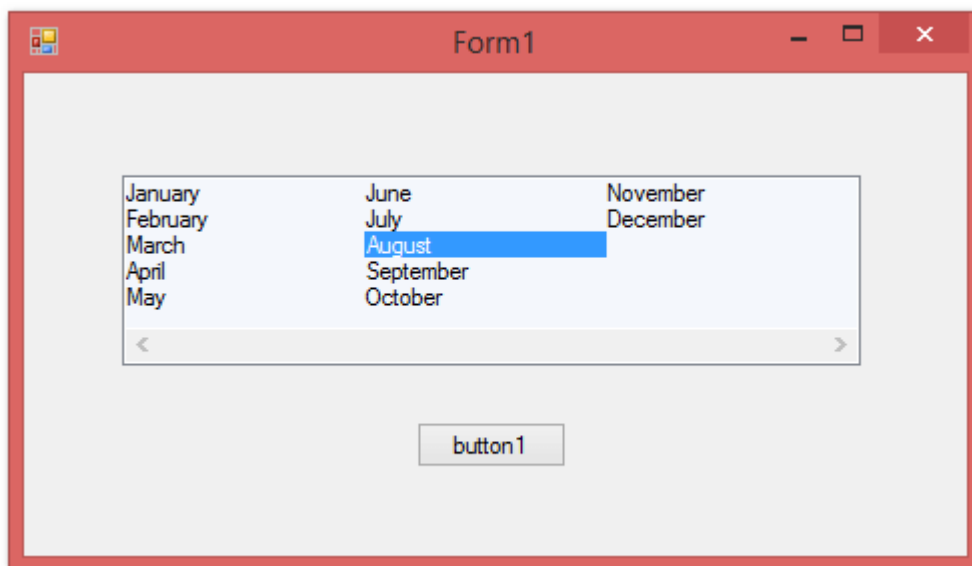 Form1
January
February
March
April
May
June
July
August
September
October
November
December
button1